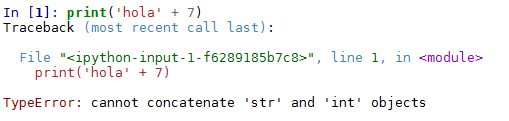 In [1]: print('hola' + 7)
Traceback (most recent call last):
File "<ipython-input-1-f6289185b7c8>", line 1, in <module>
print('hola' + 7)
TypeError: cannot concatenate 'str' and 'int' objects